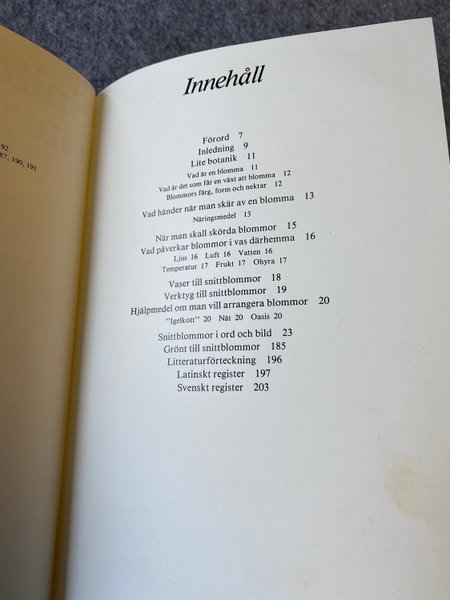 92
87, 190, 191
Innehåll
Förord 7
Inledning 9
Lite botanik 11
Vad är en blomma 11
Vad är det som får en växt att blomma 12
Blommors färg, form och nektar 12
Vad händer när man skär av en blomma 13
Näringsmedel 13
När man skall skörda blommor 15
Vad påverkar blommor i vas därhemma 16
Ljus 16 Luft 16 Vatten 16
Temperatur 17 Frukt 17 Ohyra 17
Vaser till snittblommor 18
Verktyg till snittblommor 19
Hjälpmedel om man vill arrangera blommor 20
"Igelkott" 20 Nät 20 Oasis 20
Snittblommor i ord och bild 23
Grönt till snittblommor 185
Litteraturförteckning 196
Latinskt register 197
Svenskt register 203